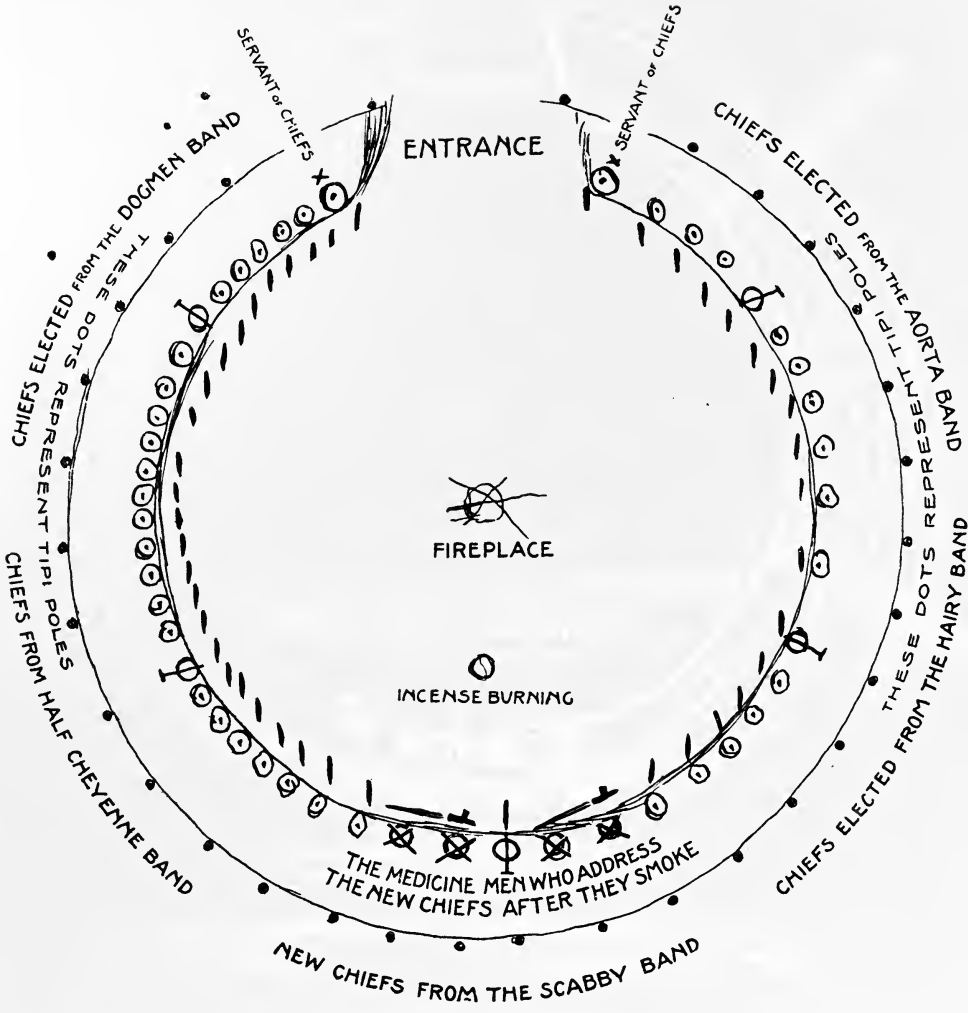 SERVANT OF CHIEFS
SERVANT OF CHIEFS
ENTRANCE
CHIEFS ELECTED FROM THE DOGMEN BAND
THESE DOTS REPRESENT TIPI POLES
CHIEFS ELECTED FROM THE AORTA BAND
THESE DOTS REPRESENT TIPI POLES
FIREPLACE
INCENSE BURNING
CHIEFS FROM HALF CHEYENNE BAND
CHIEFS ELECTED FROM THE HAIRY BAND
THE MEDICINE MEN WHO ADDRESS
THE NEW CHIEFS AFTER THEY SMOKE
NEW CHIEFS FROM THE SCABBY BAND